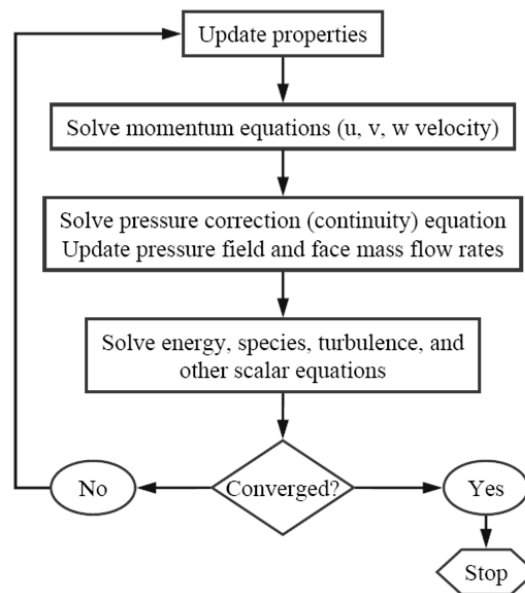 Update properties
Solve momentum equations (u, v, w velocity)
Solve pressure correction (continuity) equation
Update pressure field and face mass flow rates
Solve energy, species, turbulence, and
other scalar equations
No
Converged?
Yes
Stop